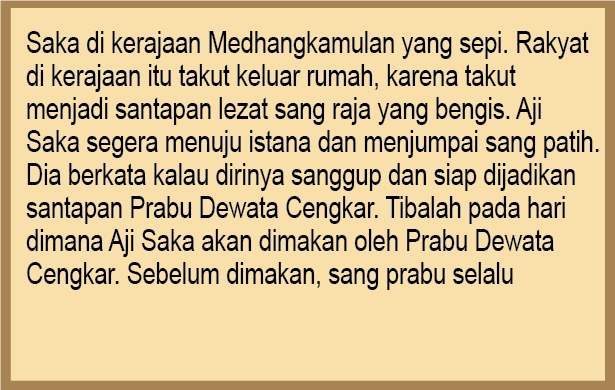 Saka di kerajaan Medhangkamulan yang sepi. Rakyat
di kerajaan itu takut keluar rumah, karena takut
menjadi santapan lezat sang raja yang bengis. Aji
Saka segera menuju istana dan menjumpai sang patih.
Dia berkata kalau dirinya sanggup dan siap dijadikan
santapan Prabu Dewata Cengkar. Tibalah pada hari
dimana Aji Saka akan dimakan oleh Prabu Dewata
Cengkar. Sebelum dimakan, sang prabu selalu